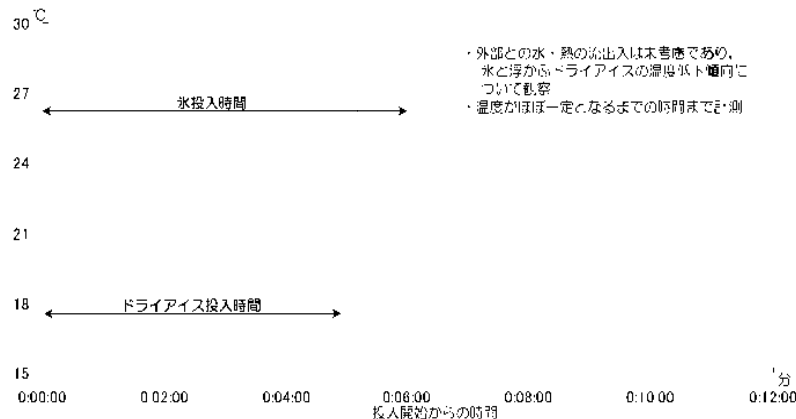 30 ℃
・外部との水・熱の流出入は未考慮であり，
氷と浮かぶドライアイスの温度低下傾向に
ついて観察
・温度がほぼ一定となるまでの時間まで計測
27
氷投入時間
24
21
18
ドライアイス投入時間
15
分
0:00:00 0:02:00 0:04:00 0:06:00 0:08:00 0:10:00 0:12:00
投入開始からの時間